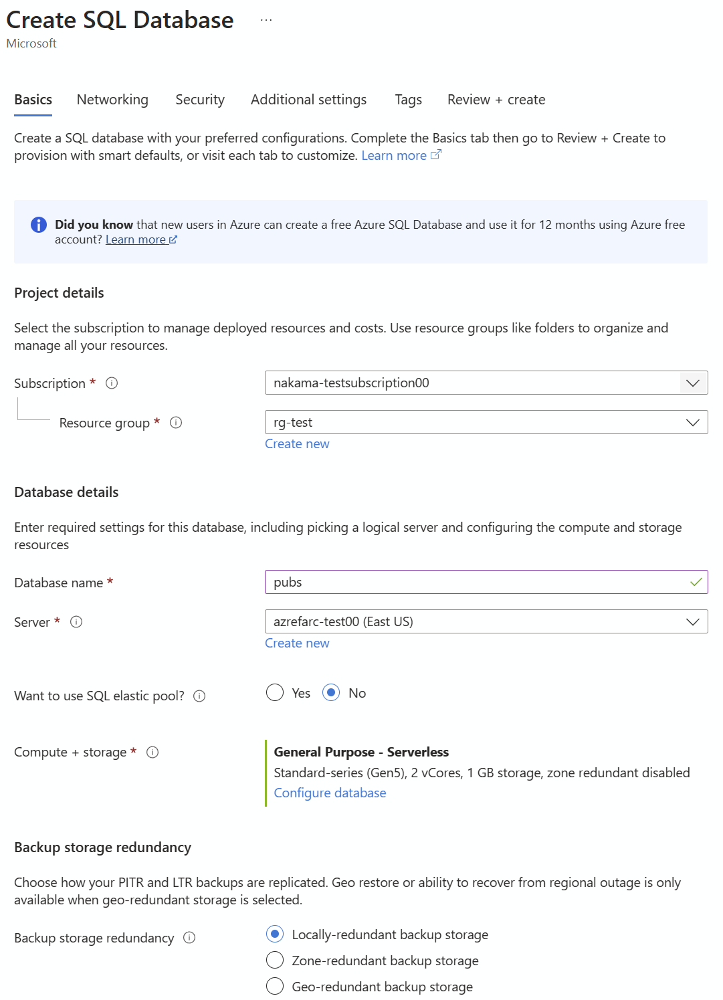 Create SQL Database ...
Microsoft
Basics Networking Security Additional settings Tags Review + create
Create a SQL database with your preferred configurations. Complete the Basics tab then go to Review + Create to
provision with smart defaults, or visit each tab to customize. Learn more
Did you know that new users in Azure can create a free Azure SQL Database and use it for 12 months using Azure free
account? Learn more
Project details
Select the subscription to manage deployed resources and costs. Use resource groups like folders to organize and
manage all your resources.
Subscription * nakama-testsubscription00
Resource group * rg-test
Create new
Database details
Enter required settings for this database, including picking a logical server and configuring the compute and storage
resources
Database name * pubs
Server * azrefarc-test00 (East US)
Create new
Want to use SQL elastic pool? Yes No
Compute + storage * General Purpose - Serverless
Standard-series (Gen5), 2 vCores, 1 GB storage, zone redundant disabled
Configure database
Backup storage redundancy
Choose how your PITR and LTR backups are replicated. Geo restore or ability to recover from regional outage is only
available when geo-redundant storage is selected.
Backup storage redundancy Locally-redundant backup storage
Zone-redundant backup storage
Geo-redundant backup storage